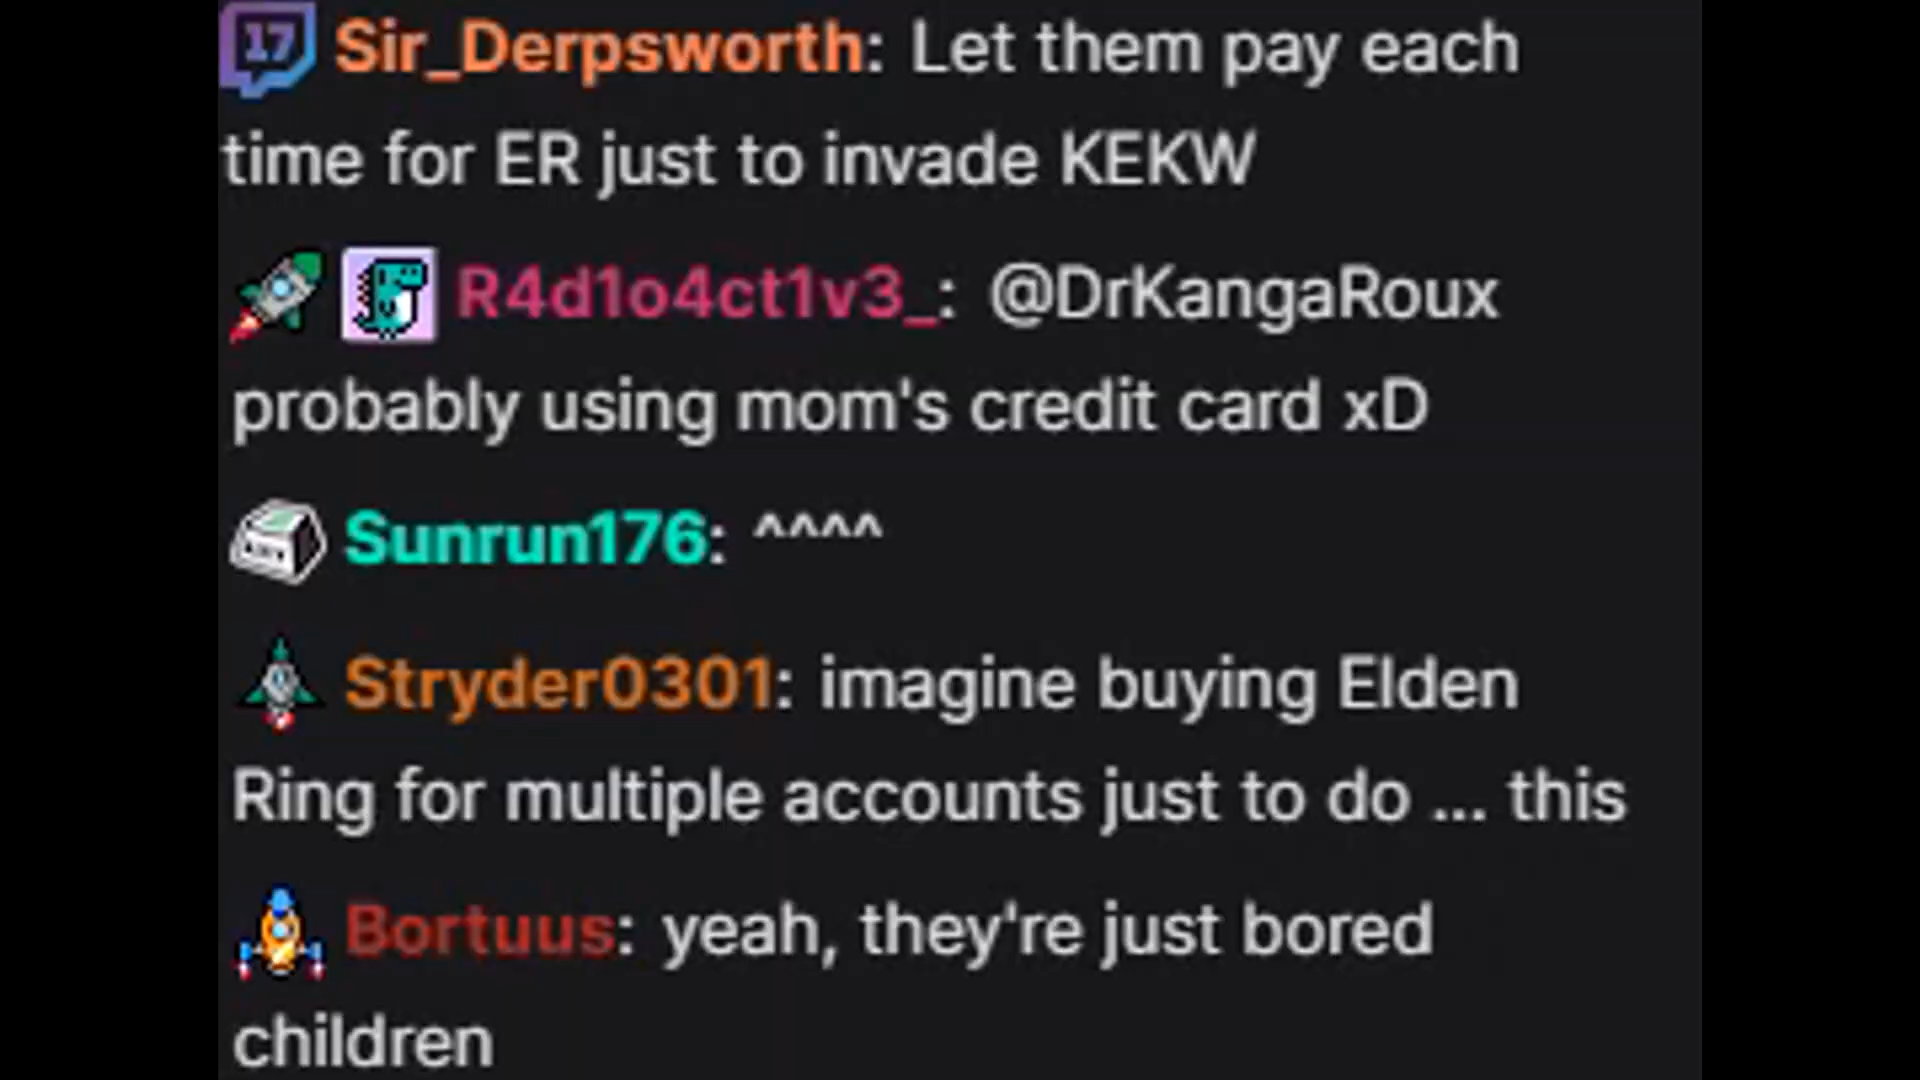 17 Sir_Derpsworth: Let them pay each
time for ER just to invade KEKW
R4d1o4ct1v3_: @DrKangaRoux
probably using mom's credit card xD
Sunrun176: ^^^^
Stryder0301: imagine buying Elden
Ring for multiple accounts just to do ... this
Bortuus: yeah, they're just bored
children